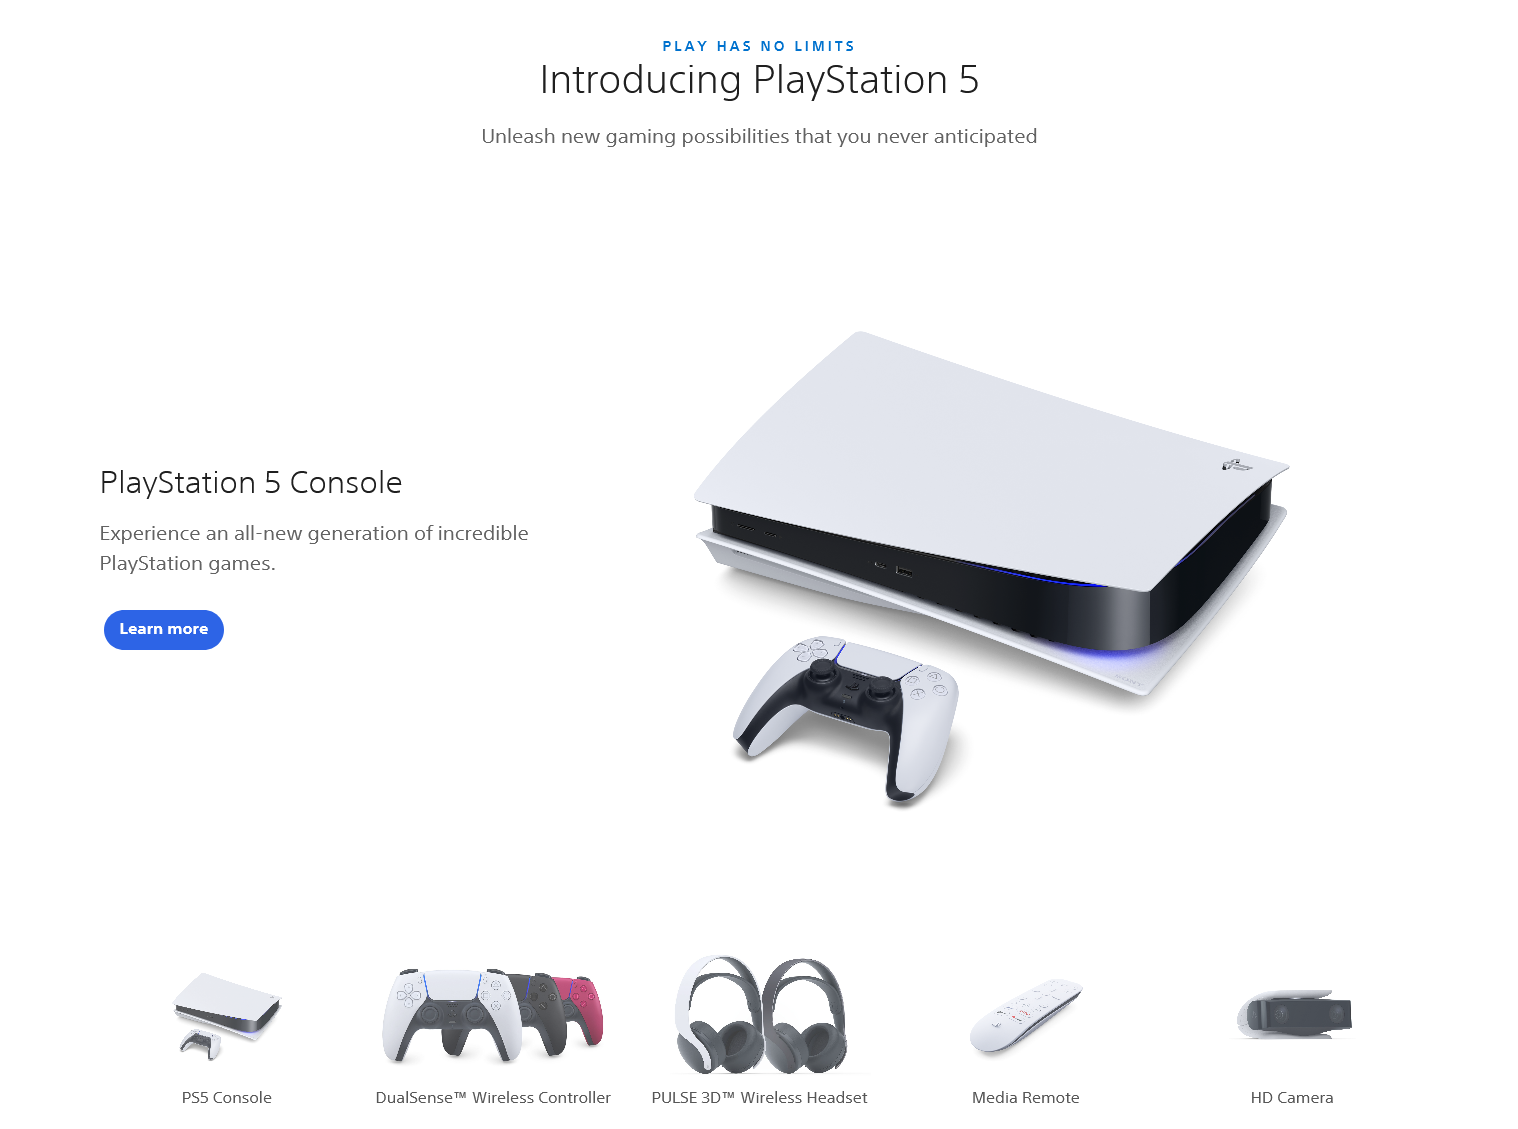 PLAY HAS NO LIMITS
Introducing PlayStation 5
Unleash new gaming possibilities that you never anticipated
PlayStation 5 Console
Experience an all-new generation of incredible
PlayStation games.
Learn more
SONY
PS5 Console
DualSense™ Wireless Controller
PULSE 3D™ Wireless Headset
Media Remote
HD Camera